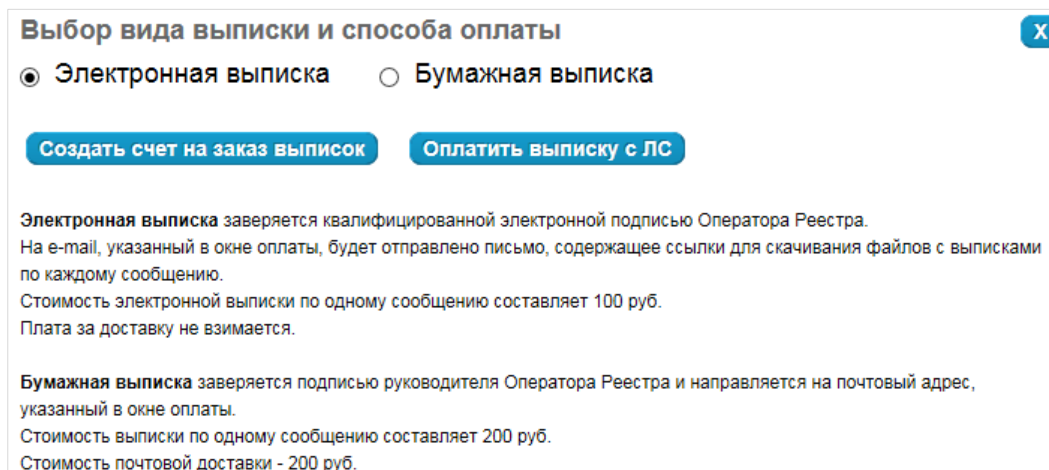 Выбор вида выписки и способа оплаты
X
Электронная выписка Бумажная выписка
Создать счет на заказ выписок Оплатить выписку с ЛС
Электронная выписка заверяется квалифицированной электронной подписью Оператора Реестра.
На e-mail, указанный в окне оплаты, будет отправлено письмо, содержащее ссылки для скачивания файлов с выписками
по каждому сообщению.
Стоимость электронной выписки по одному сообщению составляет 100 руб.
Плата за доставку не взимается.
Бумажная выписка заверяется подписью руководителя Оператора Реестра и направляется на почтовый адрес,
указанный в окне оплаты.
Стоимость выписки по одному сообщению составляет 200 руб.
Стоимость почтовой доставки - 200 руб.